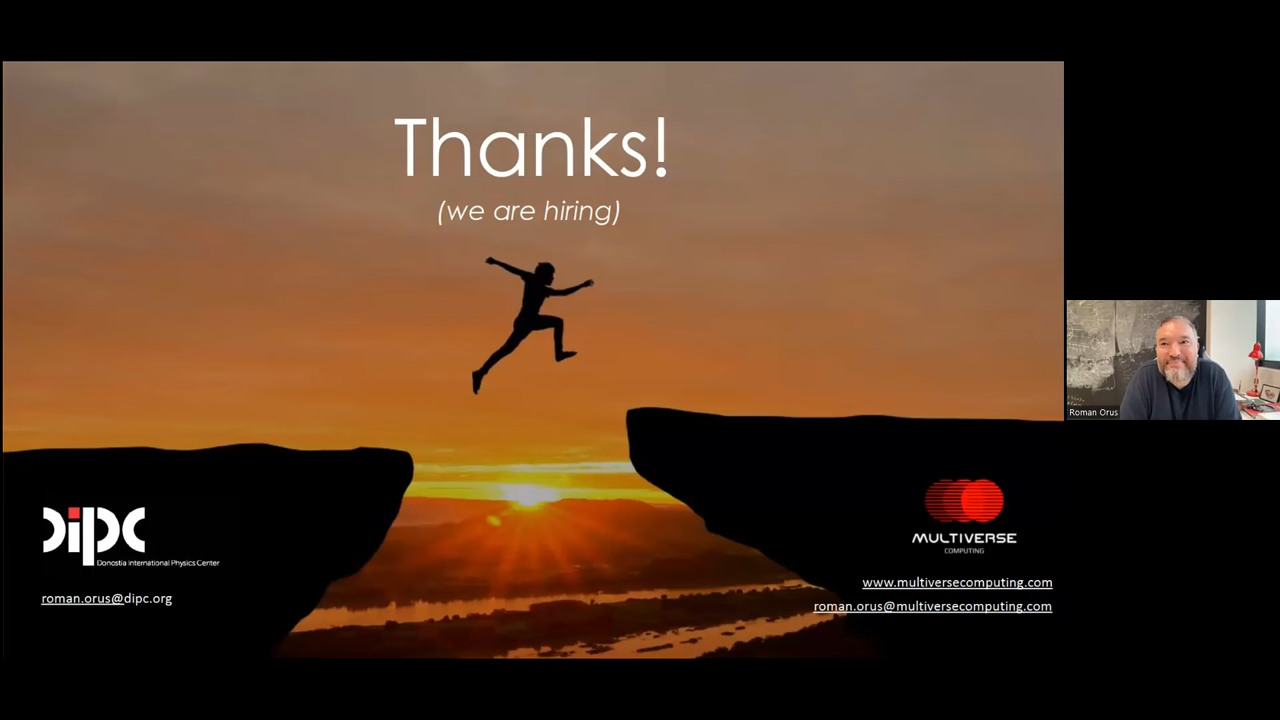 Thanks!
(we are hiring)
Roman Orus
DIPC
Donostia International Physics Center
roman.orus@dipc.org
MULTIVERSE
COMPUTING
www.multiversecomputing.com
roman.orus@multiversecomputing.com